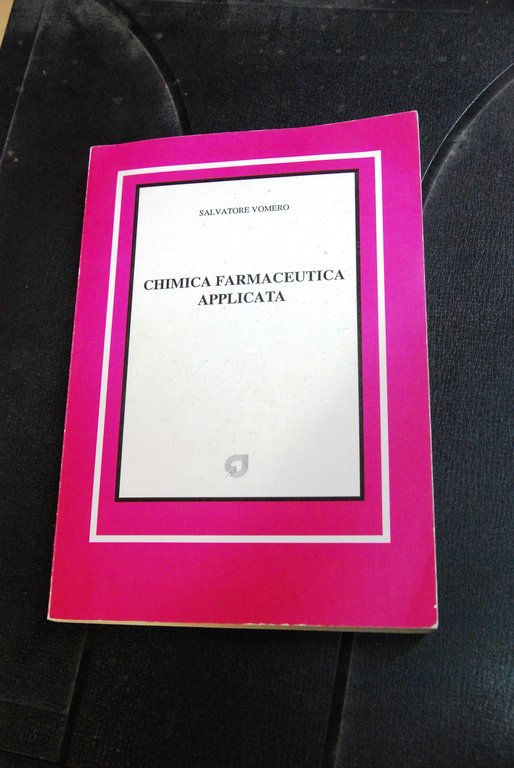 SALVATORE VOMERO
CHIMICA FARMACEUTICA
APPLICATA